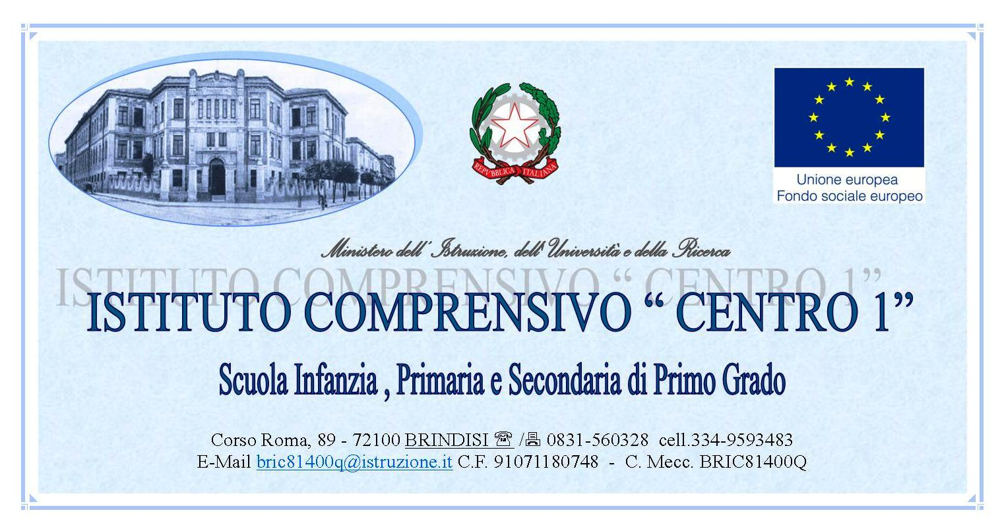 REPVBBLICA ITALIANA
Unione europea
Fondo sociale europeo
Ministero dell' Istruzione, dell'Università e della Ricerca
ISTITUTO COMPRENSIVO “ CENTRO 1”
Scuola Infanzia , Primaria e Secondaria di Primo Grado
Corso Roma, 89 - 72100 BRINDISI ☏ /🖷 0831-560328 cell.334-9593483
E-Mail bric81400q@istruzione.it C.F. 91071180748 - C. Mecc. BRIC81400Q